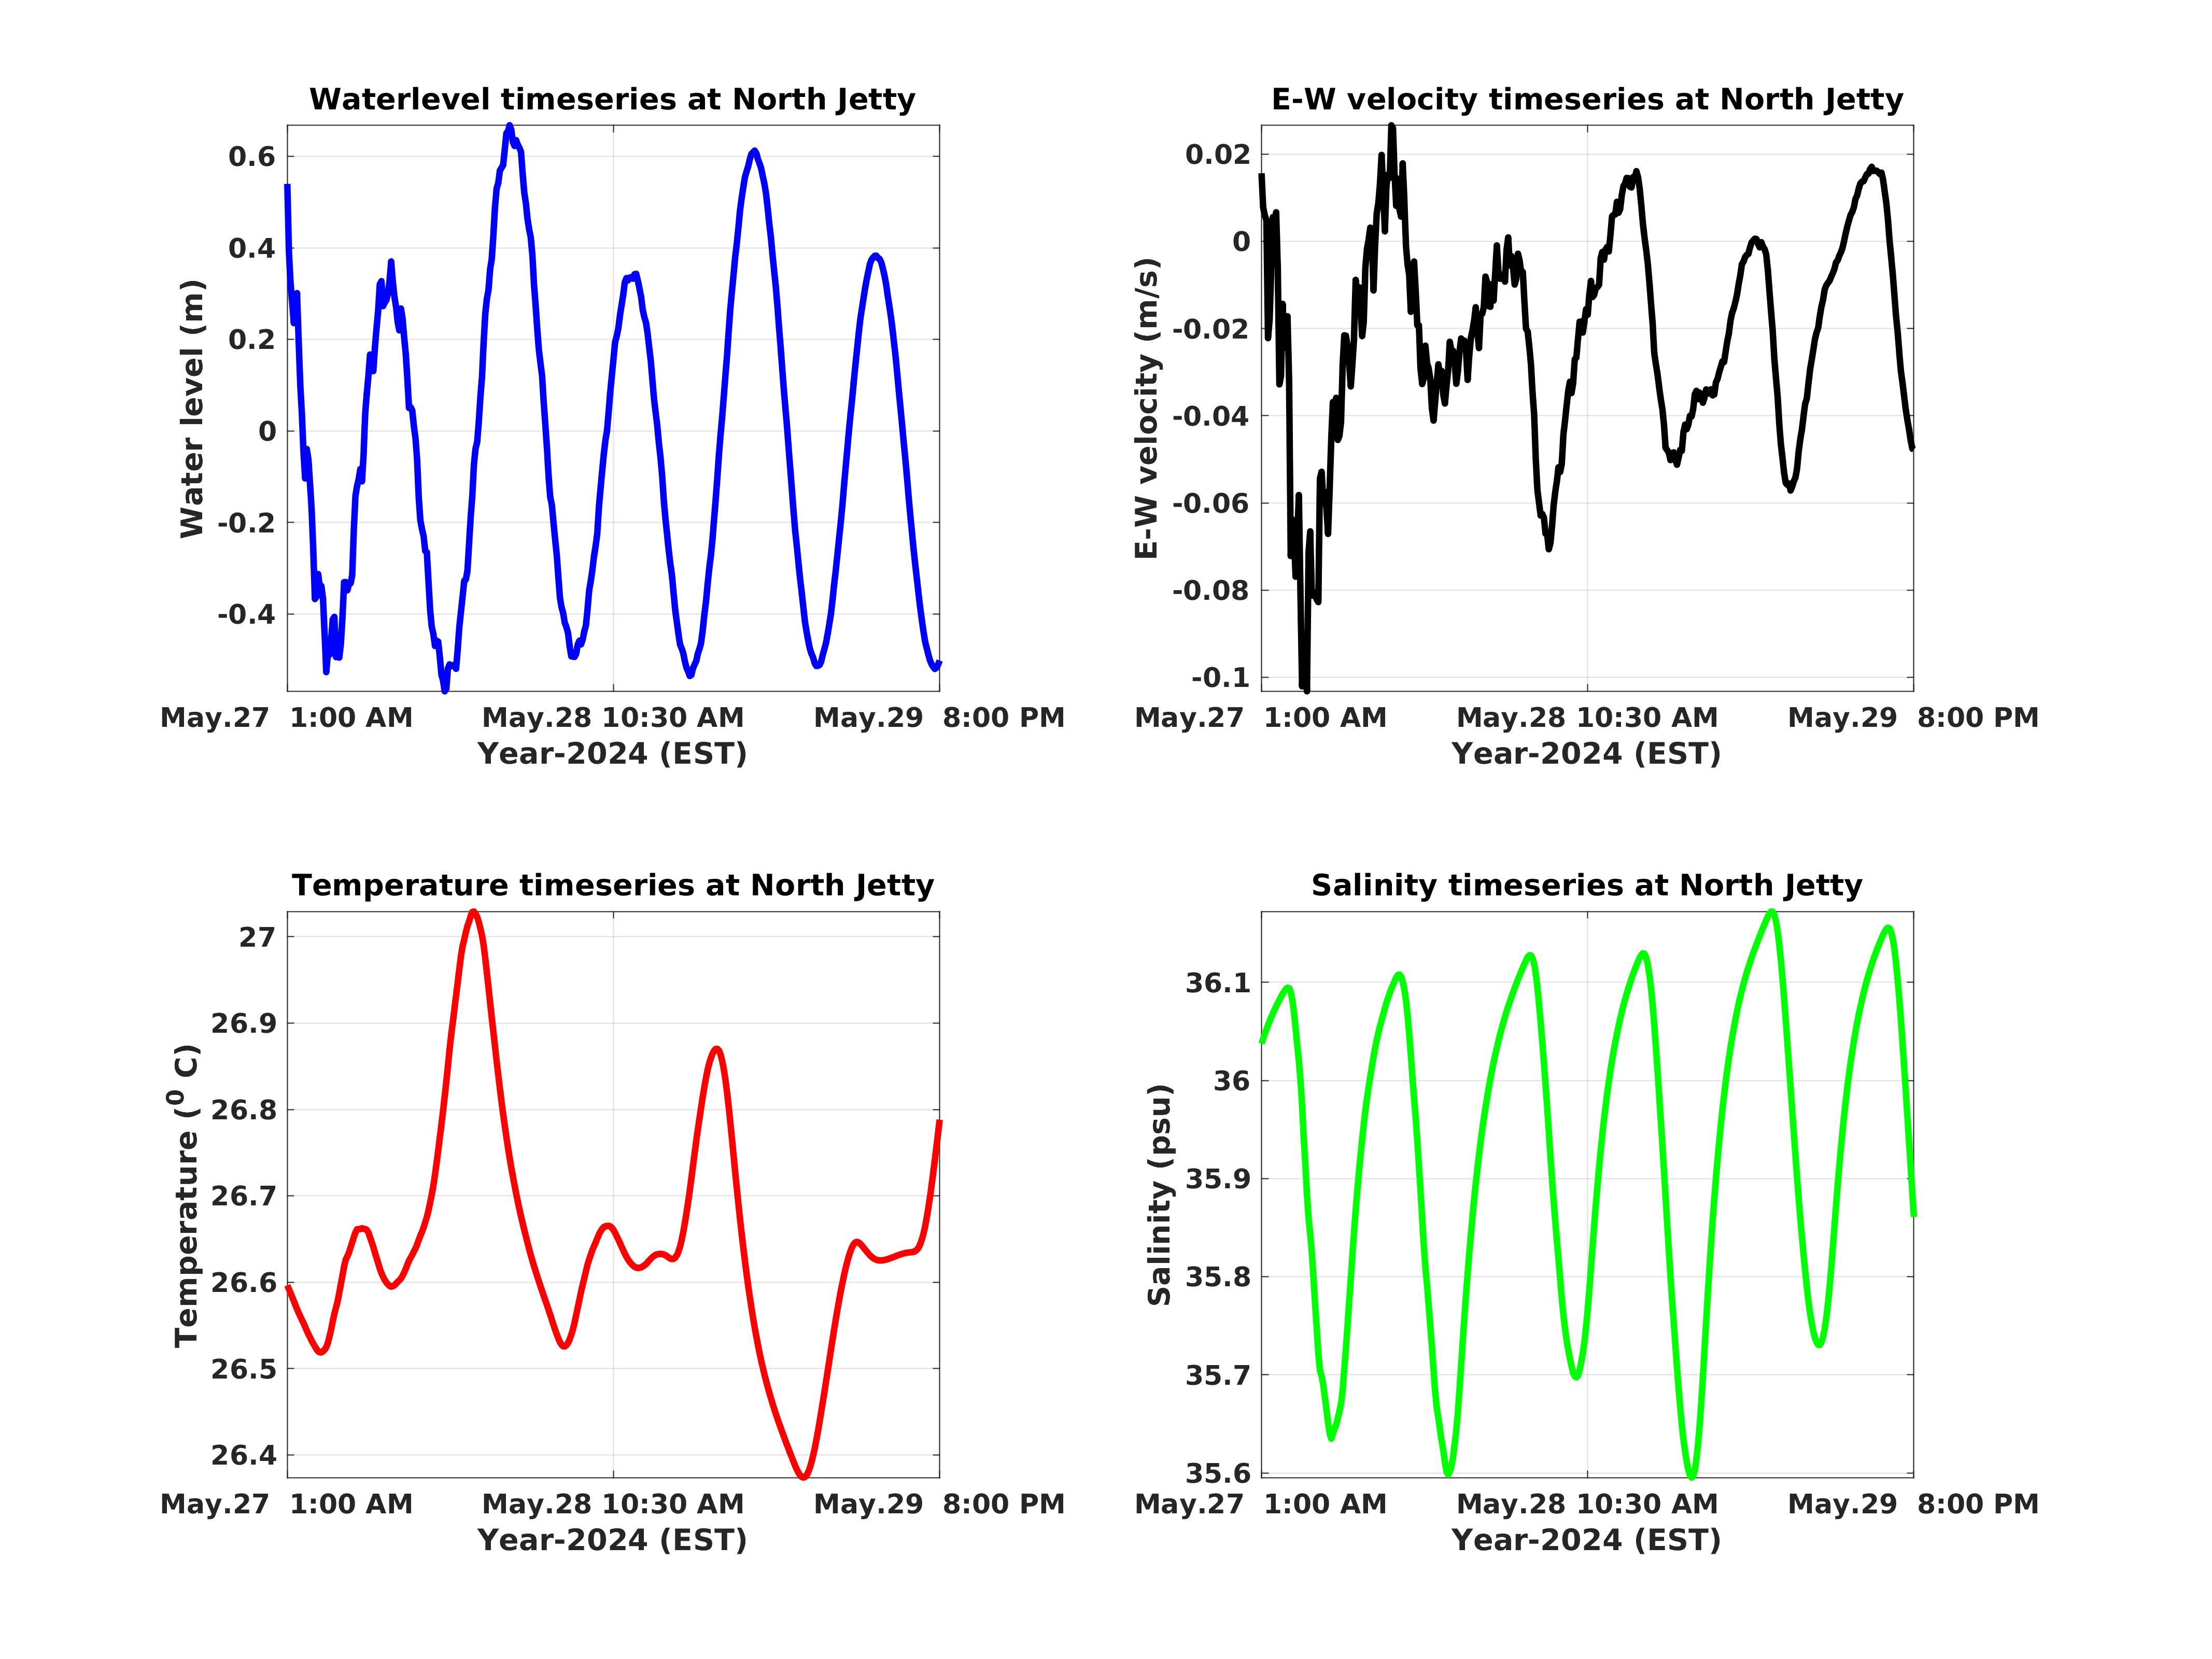 Waterlevel timeseries at North Jetty
0.6
0.4
0.2
0
-0.2
-0.4
Water level (m)
May.27 1:00 AM May.28 10:30 AM May.29 8:00 PM
Year-2024 (EST)
E-W velocity timeseries at North Jetty
0.02
0
-0.02
-0.04
-0.06
-0.08
-0.1
E-W velocity (m/s)
May.27 1:00 AM May.28 10:30 AM May.29 8:00 PM
Year-2024 (EST)
Temperature timeseries at North Jetty
27
26.9
26.8
26.7
26.6
26.5
26.4
Temperature (⁰ C)
May.27 1:00 AM May.28 10:30 AM May.29 8:00 PM
Year-2024 (EST)
Salinity timeseries at North Jetty
36.1
36
35.9
35.8
35.7
35.6
Salinity (psu)
May.27 1:00 AM May.28 10:30 AM May.29 8:00 PM
Year-2024 (EST)